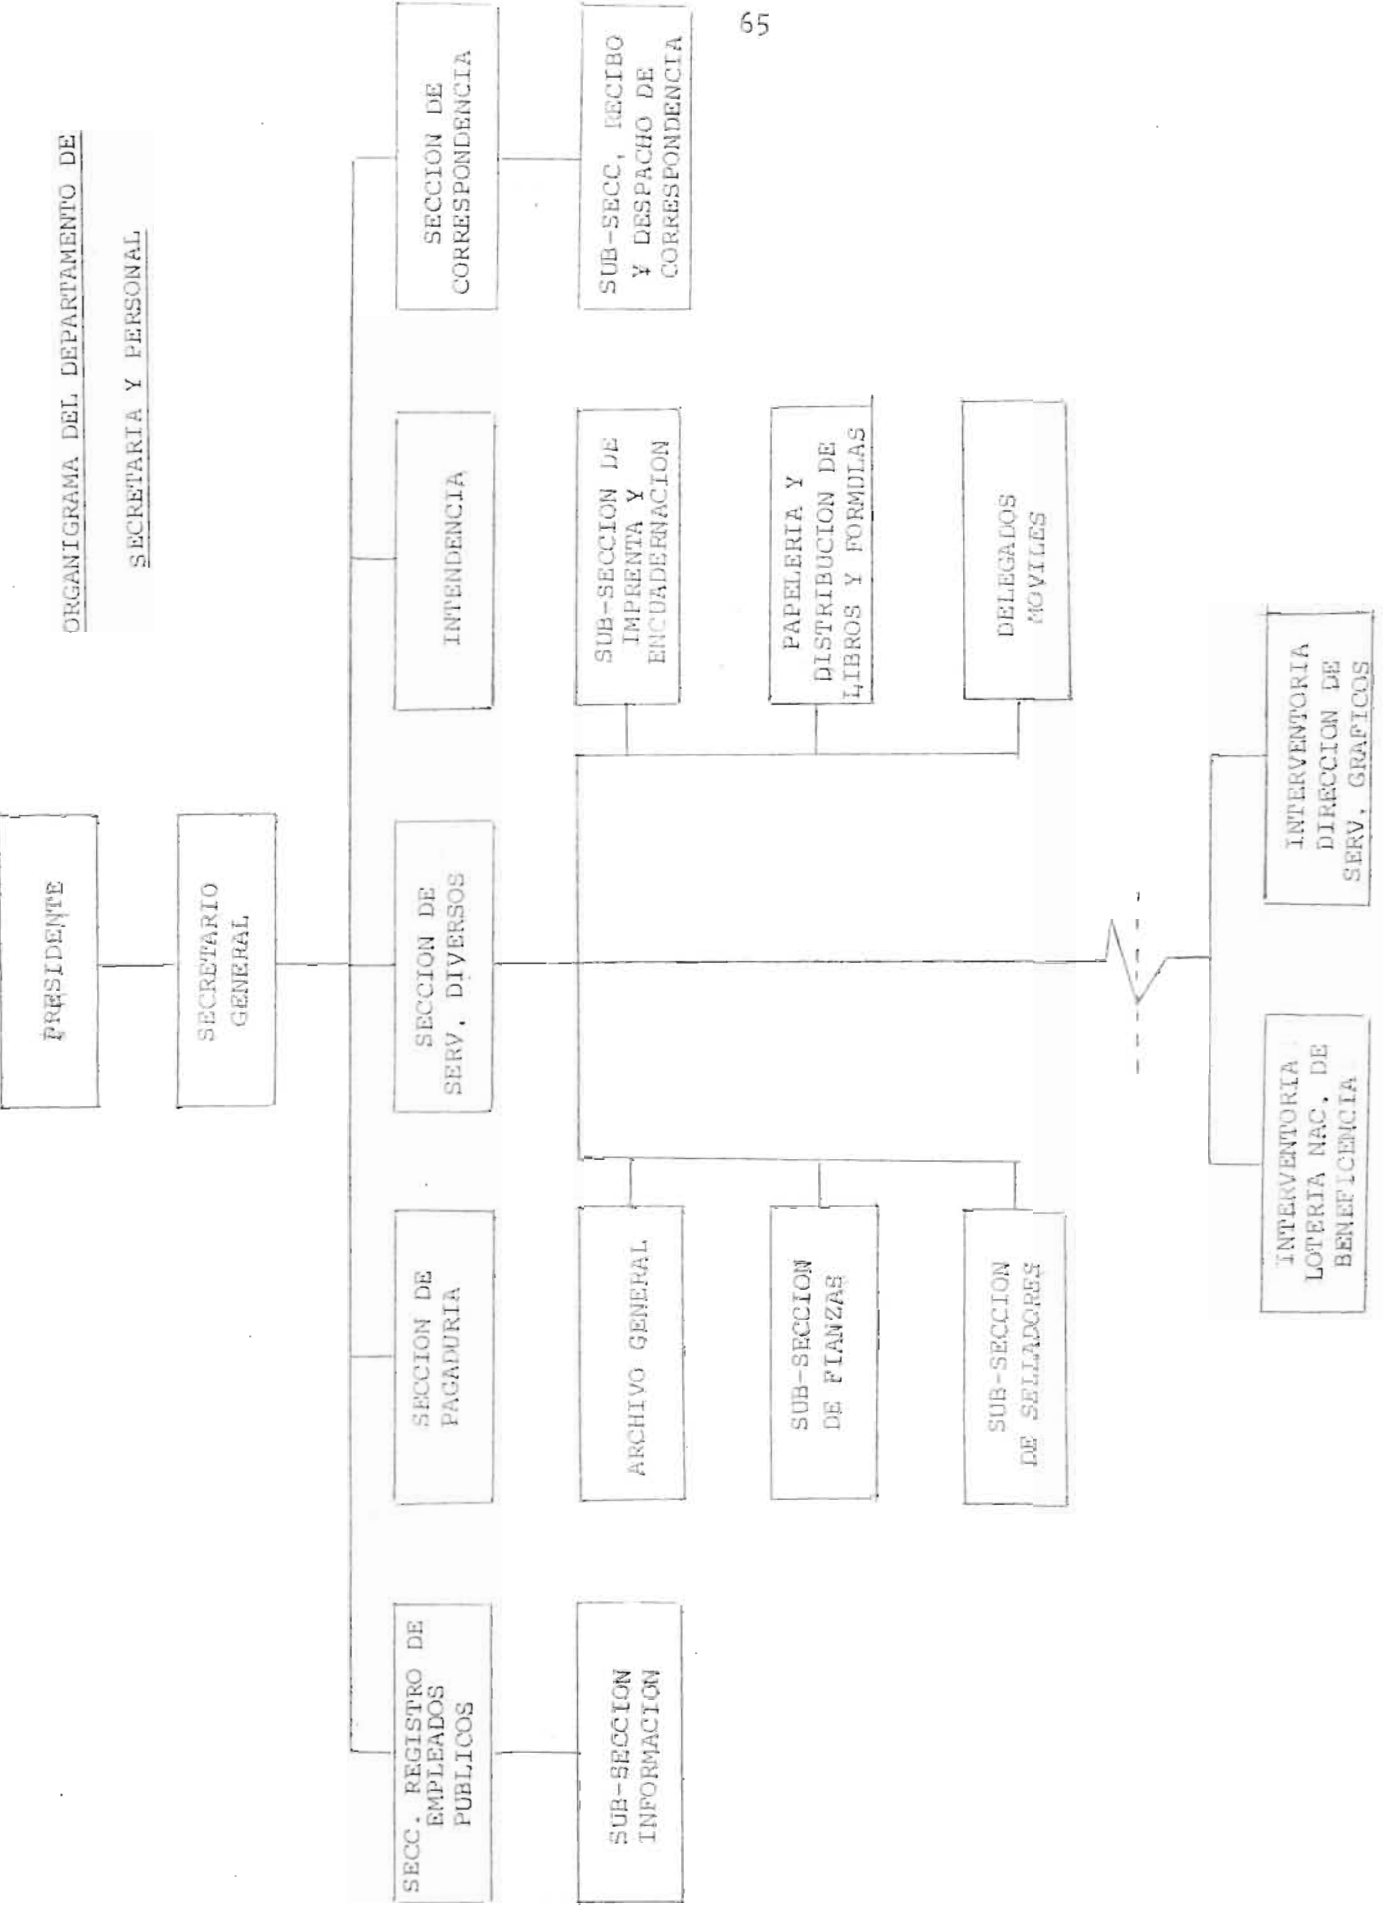 65
ORGANIGRAMA DEL DEPARTAMENTO DE
SECRETARIA Y PERSONAL
PRESIDENTE
SECRETARIO
GENERAL
SECC. REGISTRO DE
EMPLEADOS
PUBLICOS
SECCION DE
PAGADURIA
SECCION DE
SERV. DIVERSOS
INTENDENCIA
SECCION DE
CORRESPONDENCIA
SUB-SECCION
INFORMACION
ARCHIVO GENERAL
SUB-SECCION DE
IMPRENTA Y
ENCUADERNACION
SUB-SECC. RECIBO
Y DESPACHO DE
CORRESPONDENCIA
SUB-SECCION
DE FIANZAS
PAPELERIA Y
DISTRIBUCION DE
LIBROS Y FORMULAS
SUB-SECCION
DE SELLADORES
DELEGADOS
MOVILES
INTERVENTORIA
LOTERIA NAC. DE
BENEFICENCIA
INTERVENTORIA
DIRECCION DE
SERV. GRAFICOS